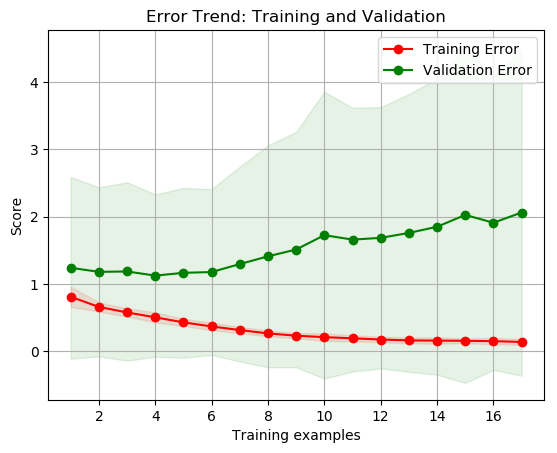 Error Trend: Training and Validation
Training Error
Validation Error
Score
4
3
2
1
0
2 4 6 8 10 12 14 16
Training examples